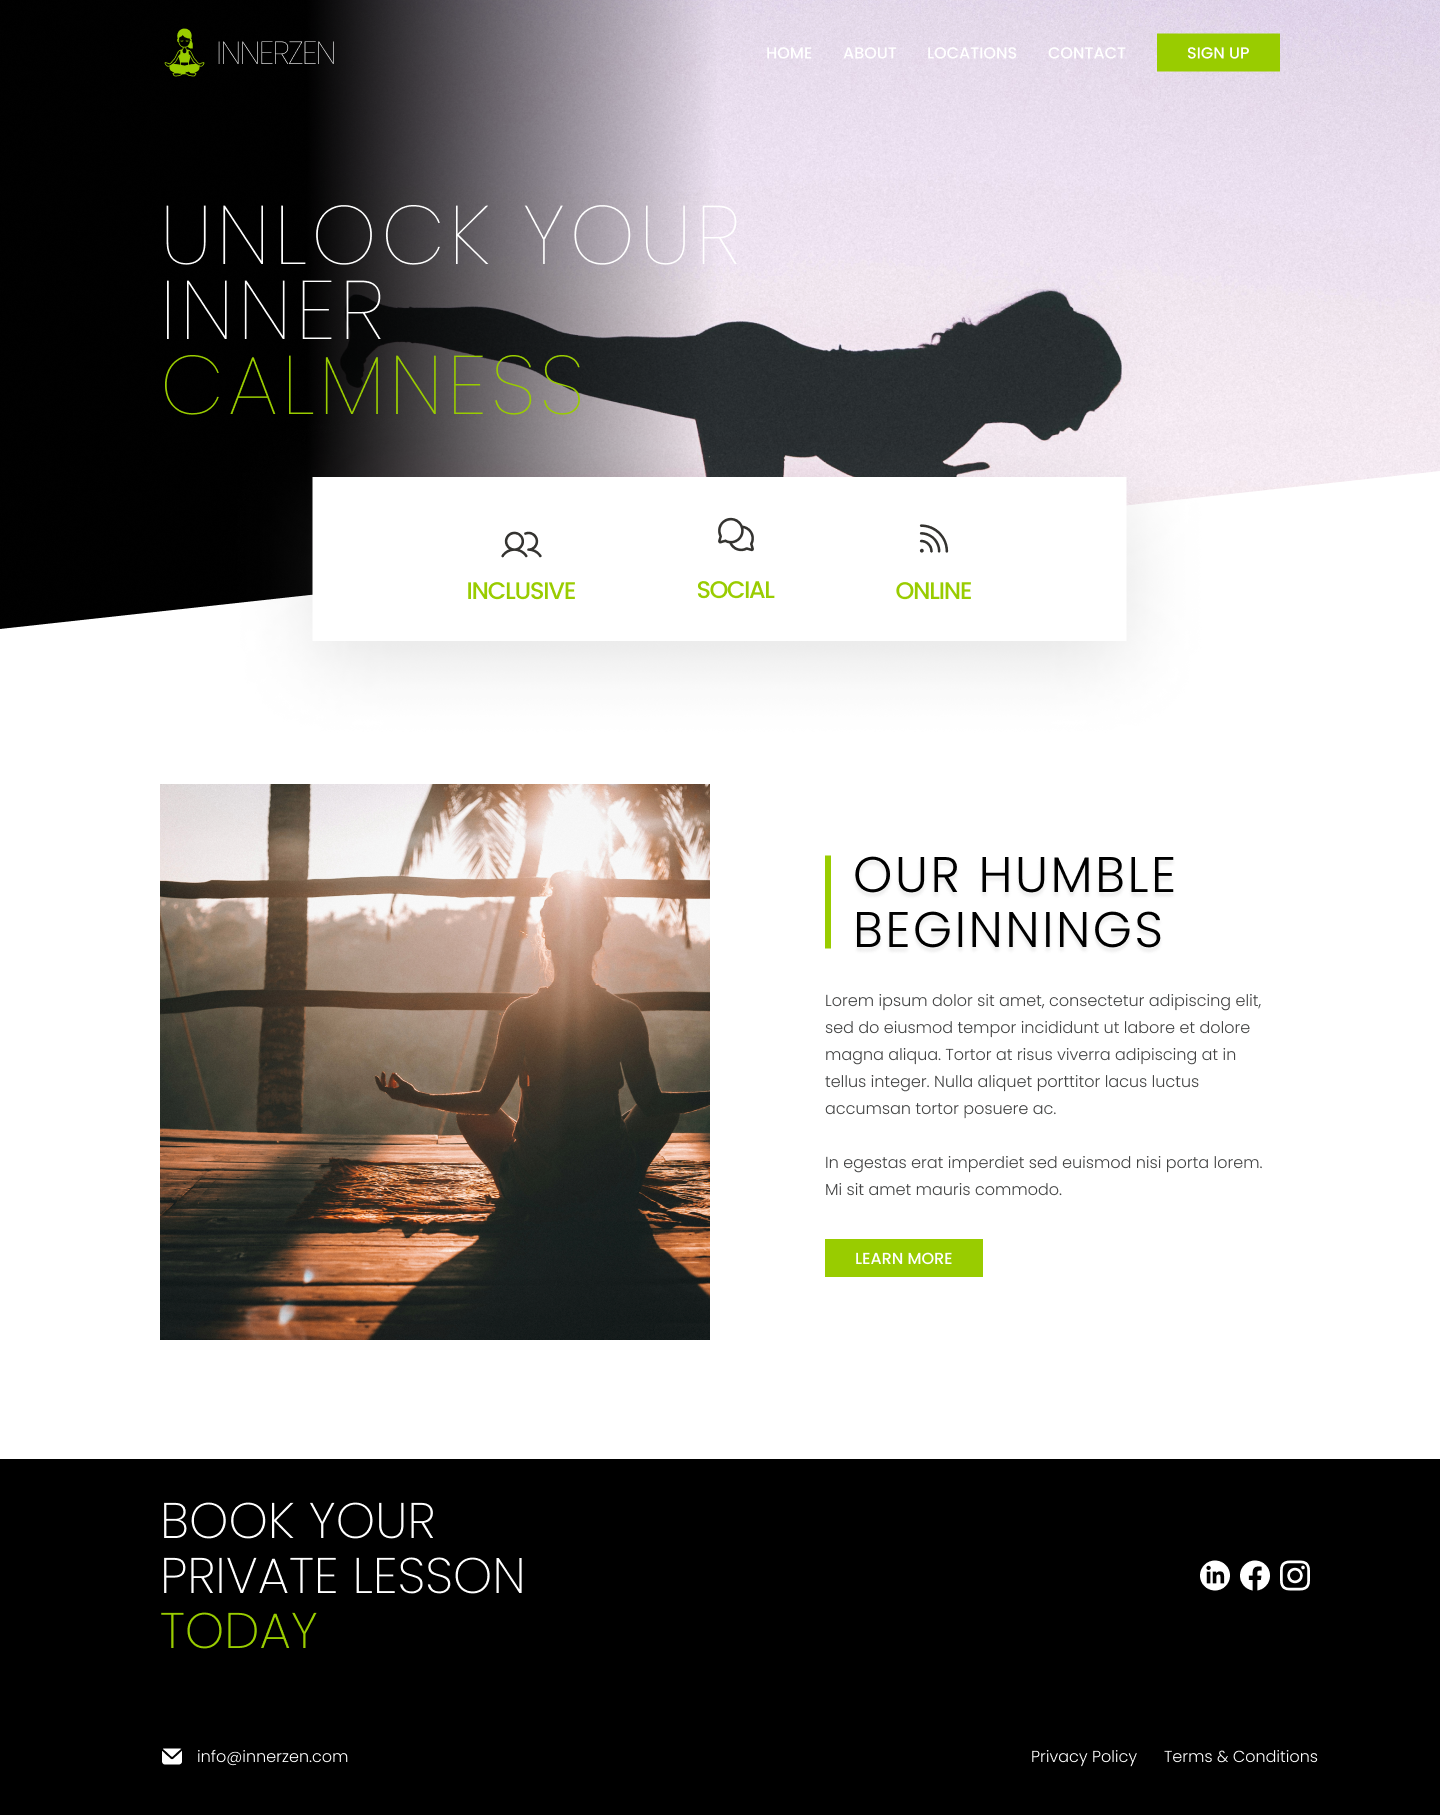 INNERZEN
HOME ABOUT LOCATIONS CONTACT SIGN UP
UNLOCK YOUR
INNER
CALMNESS
INCLUSIVE SOCIAL ONLINE
OUR HUMBLE
BEGINNINGS
Lorem ipsum dolor sit amet, consectetur adipiscing elit,
sed do eiusmod tempor incididunt ut labore et dolore
magna aliqua. Tortor at risus viverra adipiscing at in
tellus integer. Nulla aliquet porttitor lacus luctus
accumsan tortor posuere ac.
In egestas erat imperdiet sed euismod nisi porta lorem.
Mi sit amet mauris commodo.
LEARN MORE
BOOK YOUR
PRIVATE LESSON
TODAY
in
info@innerzen.com
Privacy Policy Terms & Conditions